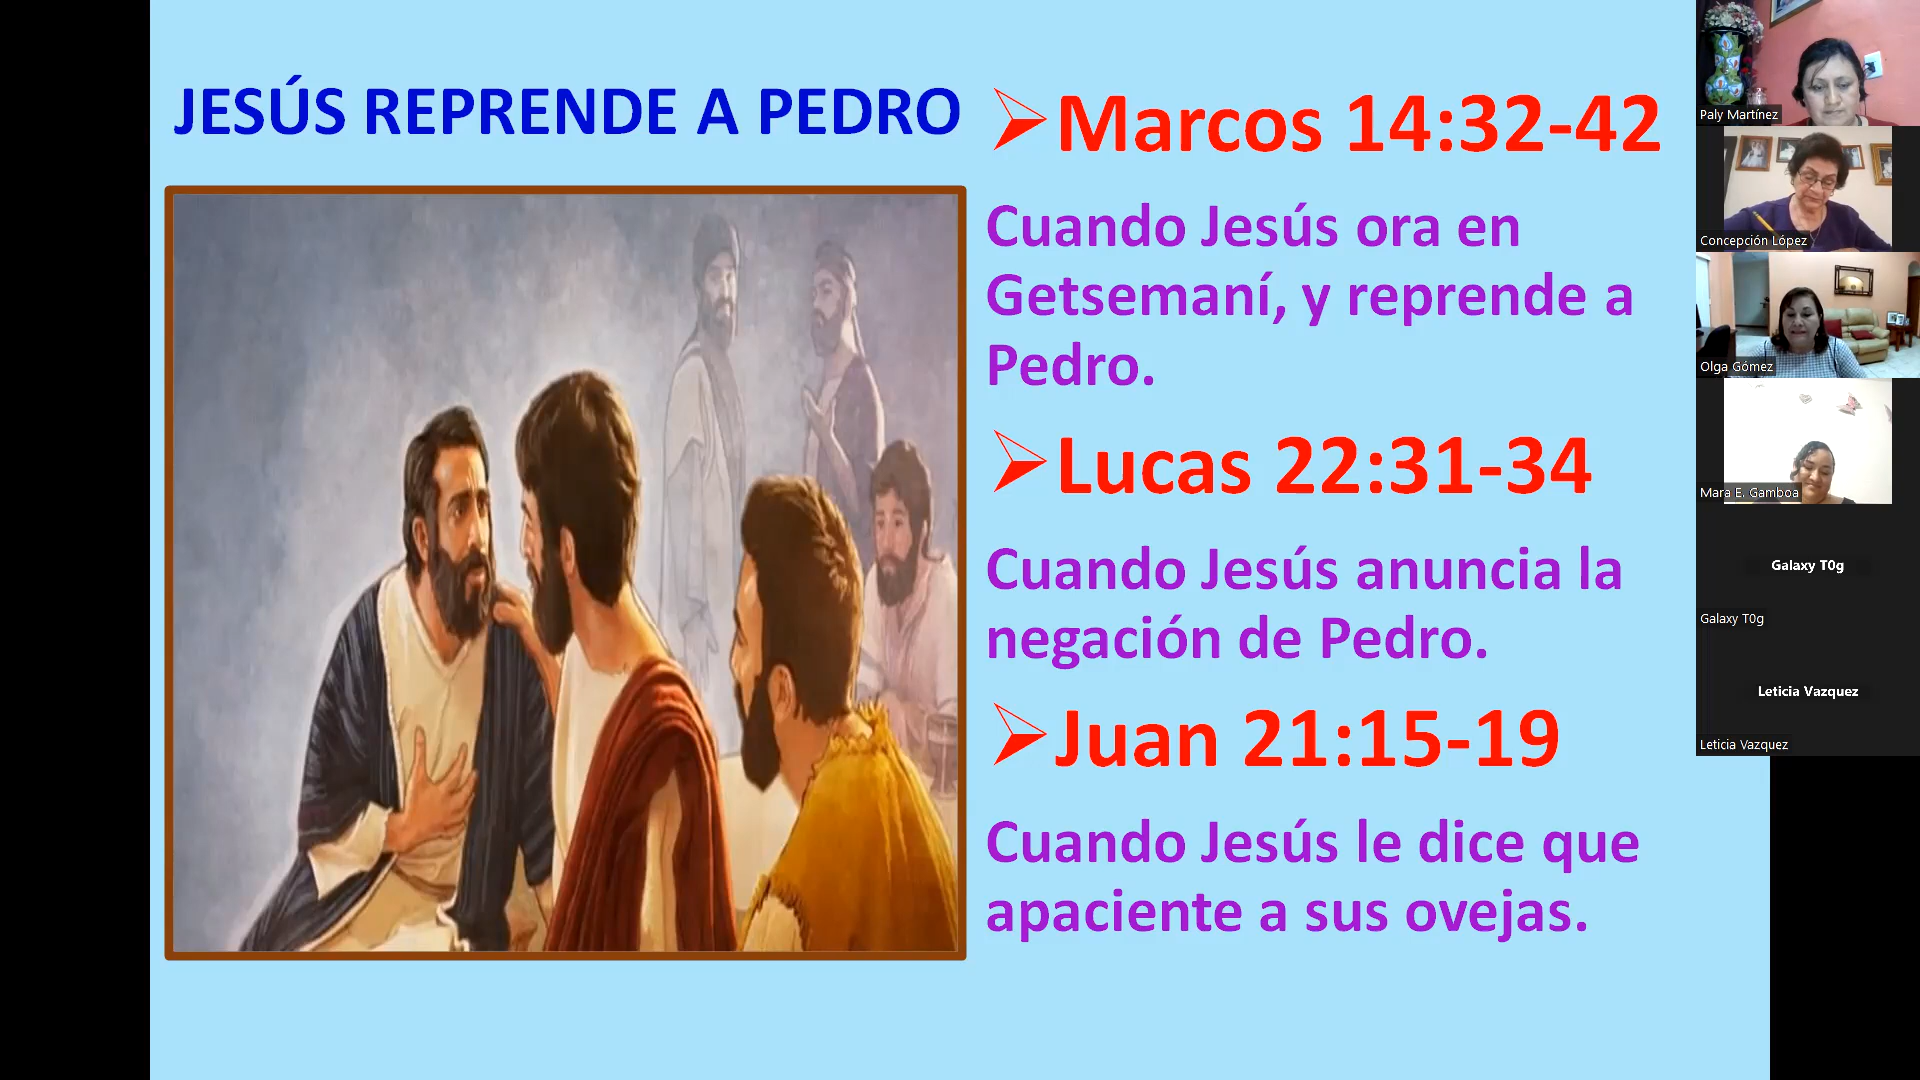 JESÚS REPRENDE A PEDRO
Marcos 14:32-42
Cuando Jesús ora en
Getsemaní, y reprende a
Pedro.
Lucas 22:31-34
Cuando Jesús anuncia la
negación de Pedro.
Juan 21:15-19
Cuando Jesús le dice que
apaciente a sus ovejas.
Paly Martínez
Concepción López
Olga Gómez
Mara E. Gamboa
Galaxy T0g
Galaxy T0g
Leticia Vazquez
Leticia Vazquez